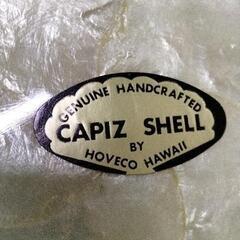 GENUINE HANDCRAFTED
CAPIZ SHELL
BY
HOVECO HAWAII